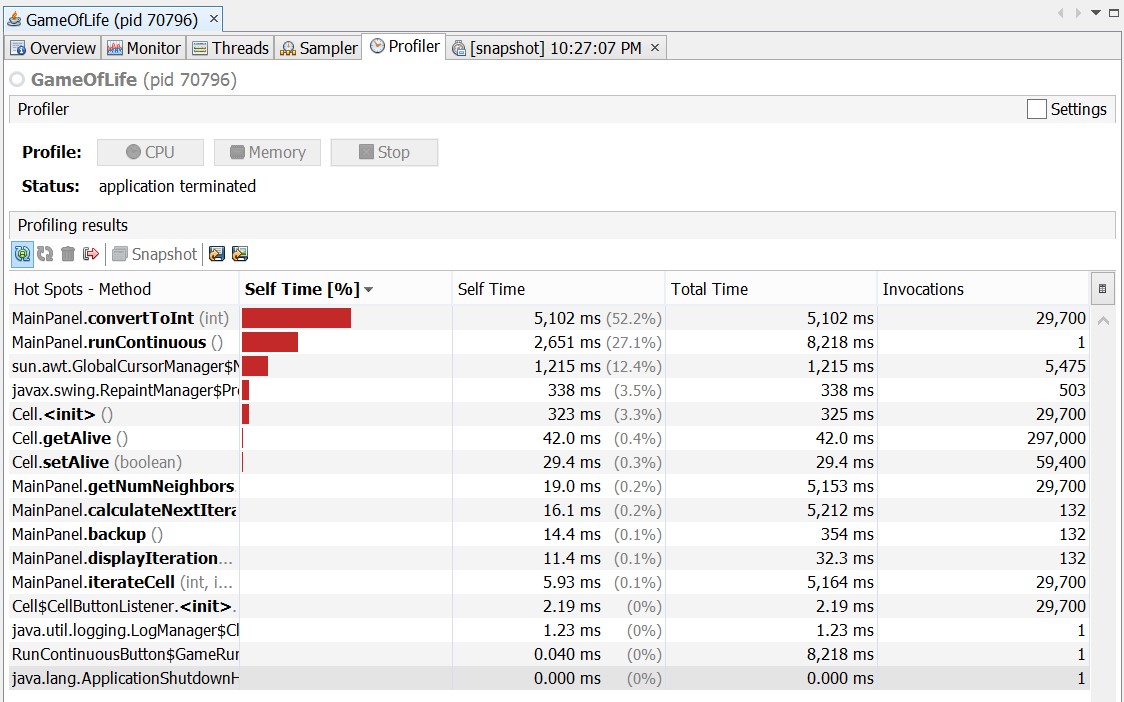 GameOfLife (pid 70796) ×
Overview Monitor Threads Sampler Profiler [snapshot] 10:27:07 PM ×
GameOfLife (pid 70796)
Profiler Settings
Profile: CPU Memory Stop
Status: application terminated
Profiling results
Snapshot
Hot Spots - Method Self Time [%] Self Time Total Time Invocations
MainPanel.convertToInt (int) 5,102 ms (52.2%) 5,102 ms 29,700
MainPanel.runContinuous () 2,651 ms (27.1%) 8,218 ms 1
sun.awt.GlobalCursorManager$N 1,215 ms (12.4%) 1,215 ms 5,475
javax.swing.RepaintManager$Pro 338 ms (3.5%) 338 ms 503
Cell.<init> () 323 ms (3.3%) 325 ms 29,700
Cell.getAlive () 42.0 ms (0.4%) 42.0 ms 297,000
Cell.setAlive (boolean) 29.4 ms (0.3%) 29.4 ms 59,400
MainPanel.getNumNeighbors 19.0 ms (0.2%) 5,153 ms 29,700
MainPanel.calculateNextItera 16.1 ms (0.2%) 5,212 ms 132
MainPanel.backup () 14.4 ms (0.1%) 354 ms 132
MainPanel.displayIteration... 11.4 ms (0.1%) 32.3 ms 132
MainPanel.iterateCell (int, i... 5.93 ms (0.1%) 5,164 ms 29,700
Cell$CellButtonListener.<init>. 2.19 ms (0%) 2.19 ms 29,700
java.util.logging.LogManager$Cl 1.23 ms (0%) 1.23 ms 1
RunContinuousButton$GameRun 0.040 ms (0%) 8,218 ms 1
java.lang.ApplicationShutdownH 0.000 ms (0%) 0.000 ms 1